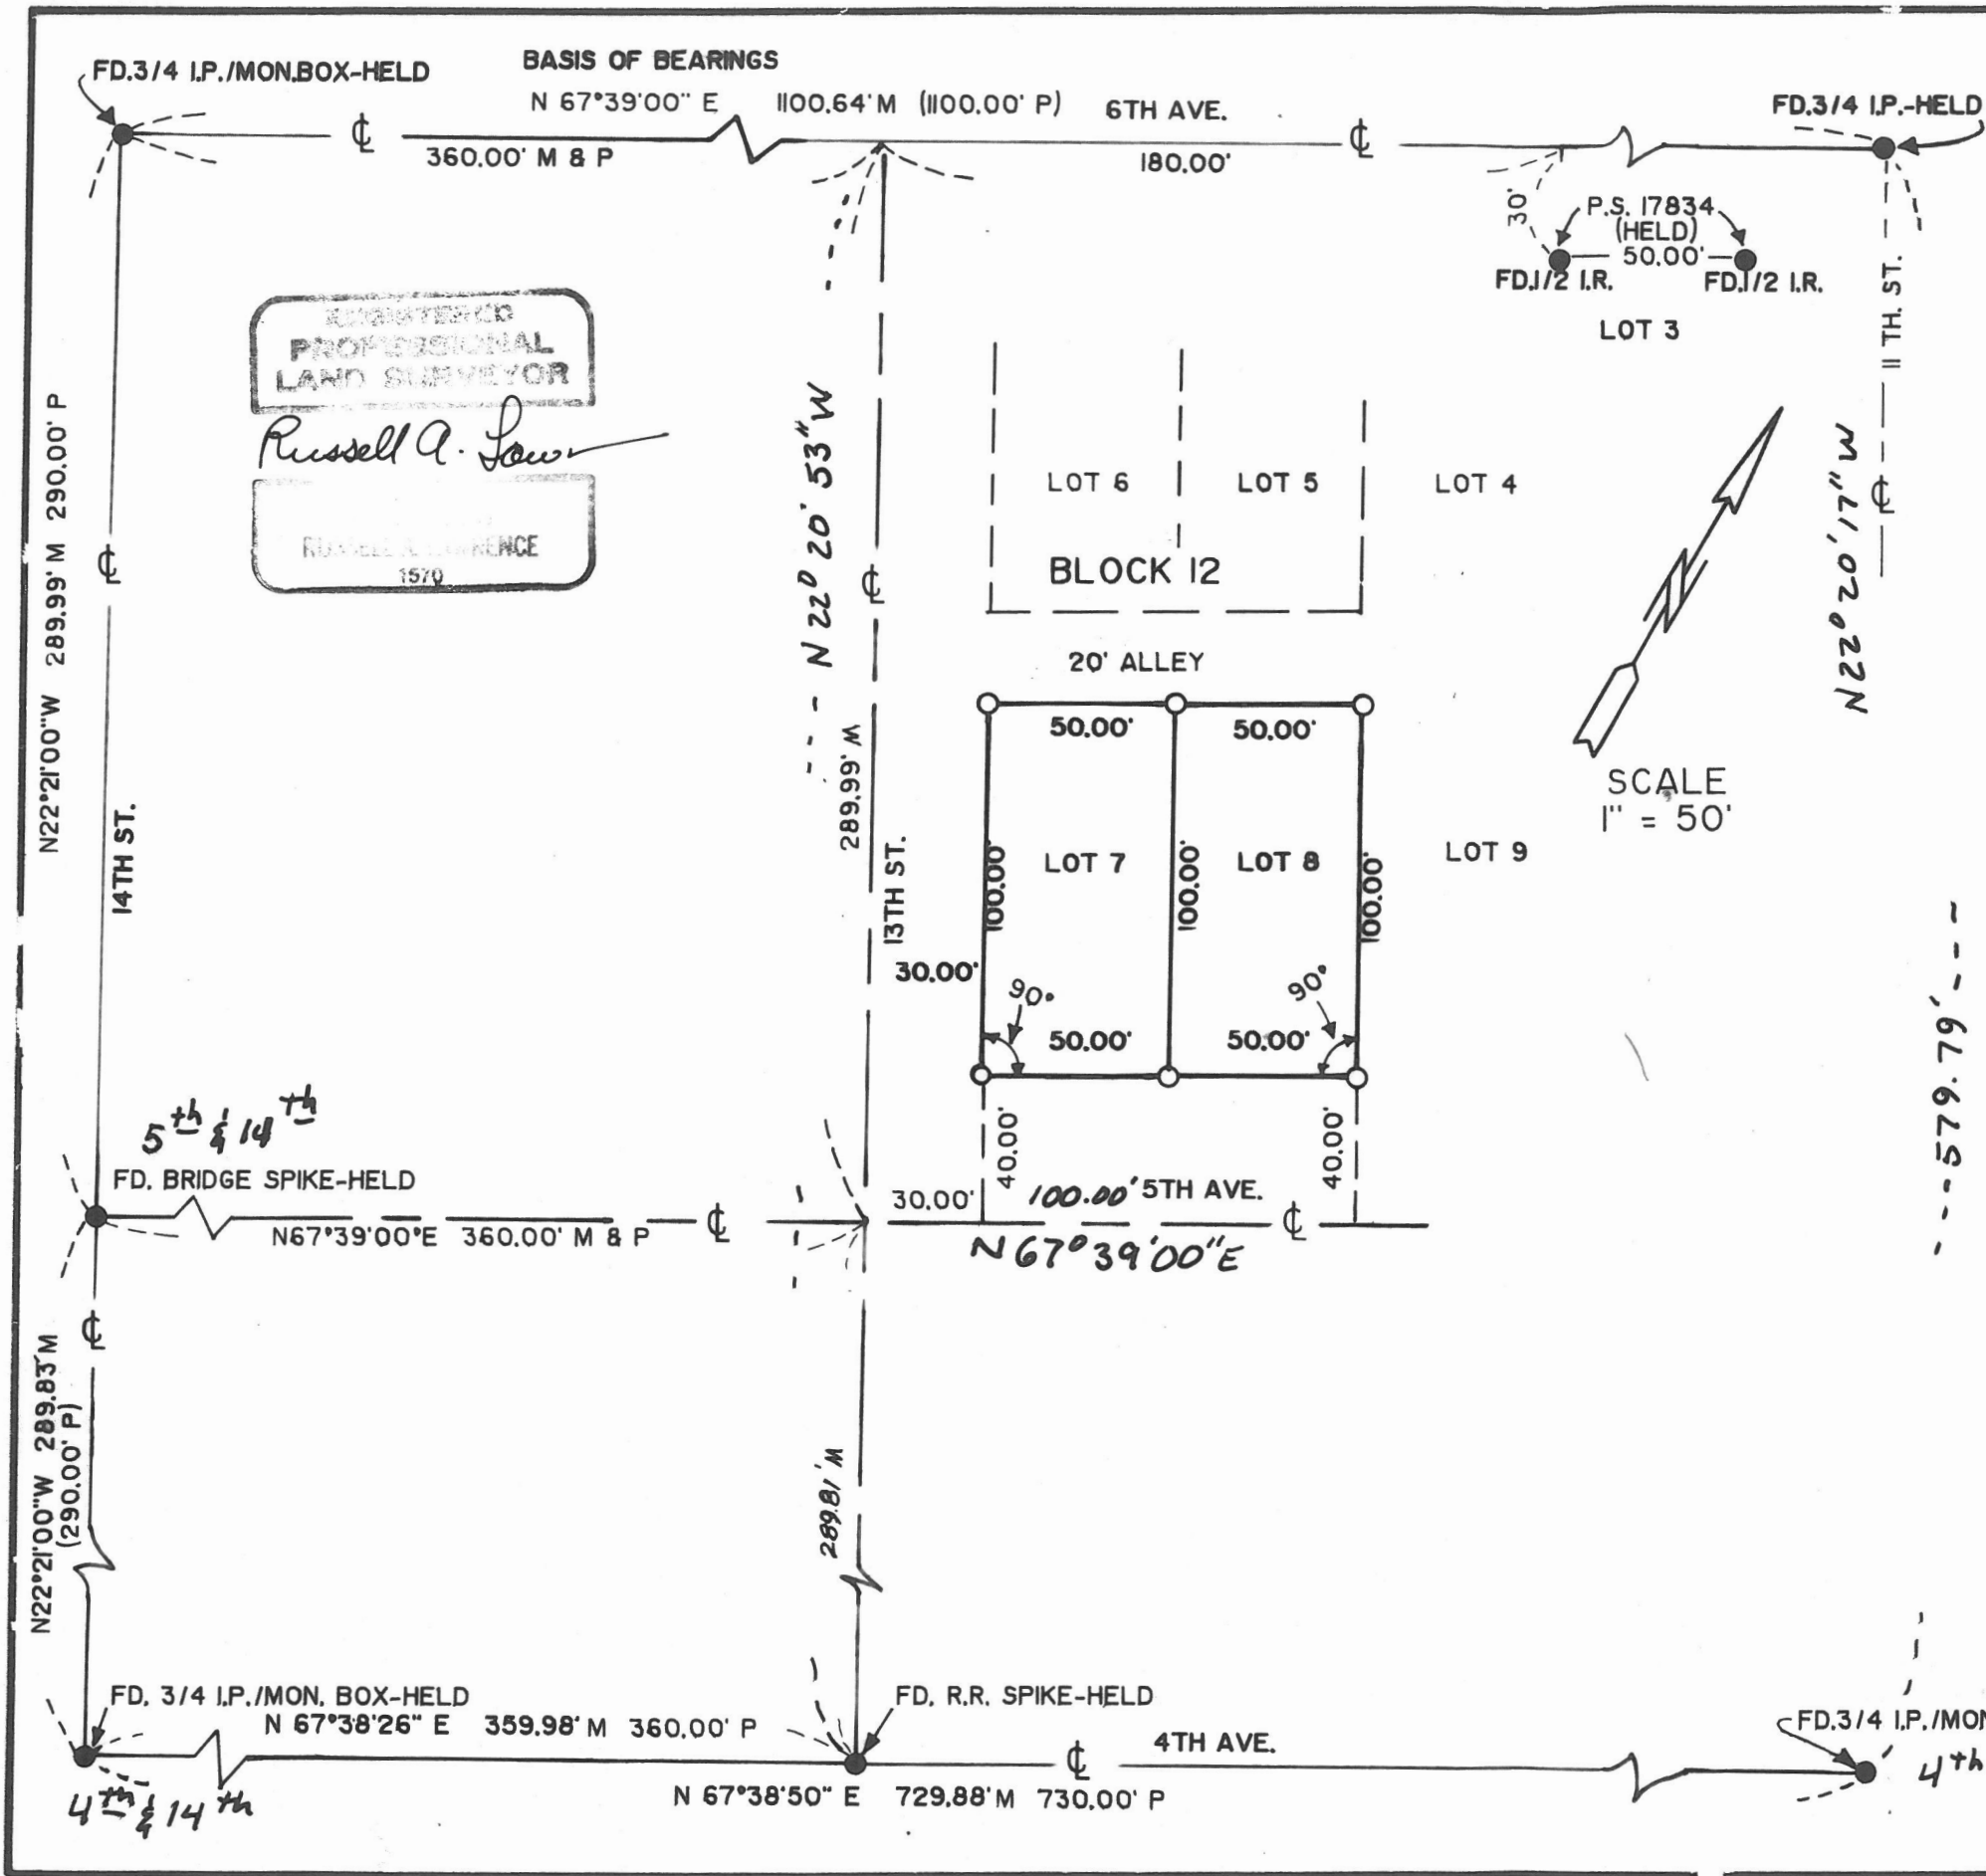 BASIS OF BEARINGS
FD.3/4 I.P./MON.BOX-HELD
N 67°39'00" E 1100.64' M (1100.00' P) 6TH AVE.
FD.3/4 I.P.-HELD
℄
360.00' M & P
180.00'
℄
30'
P.S. 17834
(HELD)
50.00'
FD.1/2 I.R.
FD.1/2 I.R.
LOT 3
11 TH. ST.
℄
N22°20'17"W
--579.79'---
REGISTERED
PROFESSIONAL
LAND SURVEYOR
Russell A.
RUSSELL A. LAWRENCE
1570
N22°21'00"W 289.99' M 290.00' P
℄
14TH ST.
N 22° 20' 53" W
℄
289.99' M
13TH ST.
LOT 6
LOT 5
LOT 4
BLOCK 12
20' ALLEY
50.00'
50.00'
SCALE
1" = 50'
100.00'
LOT 7
100.00'
LOT 8
100.00'
LOT 9
30.00'
90°
90°
50.00'
50.00'
40.00'
40.00'
5th & 14th
FD. BRIDGE SPIKE-HELD
30.00'
100.00' 5TH AVE.
℄
℄
N67°39'00"E 360.00' M & P
N 67° 39' 00" E
℄
N22°21'00"W 289.83' M
(290.00' P)
289.81' M
FD. 3/4 I.P./MON. BOX-HELD
N 67°38'26" E 359.98' M 360.00' P
FD. R.R. SPIKE-HELD
4TH AVE.
℄
FD.3/4 I.P./MON
4th
4th & 14th
N 67°38'50" E 729.88' M 730.00' P